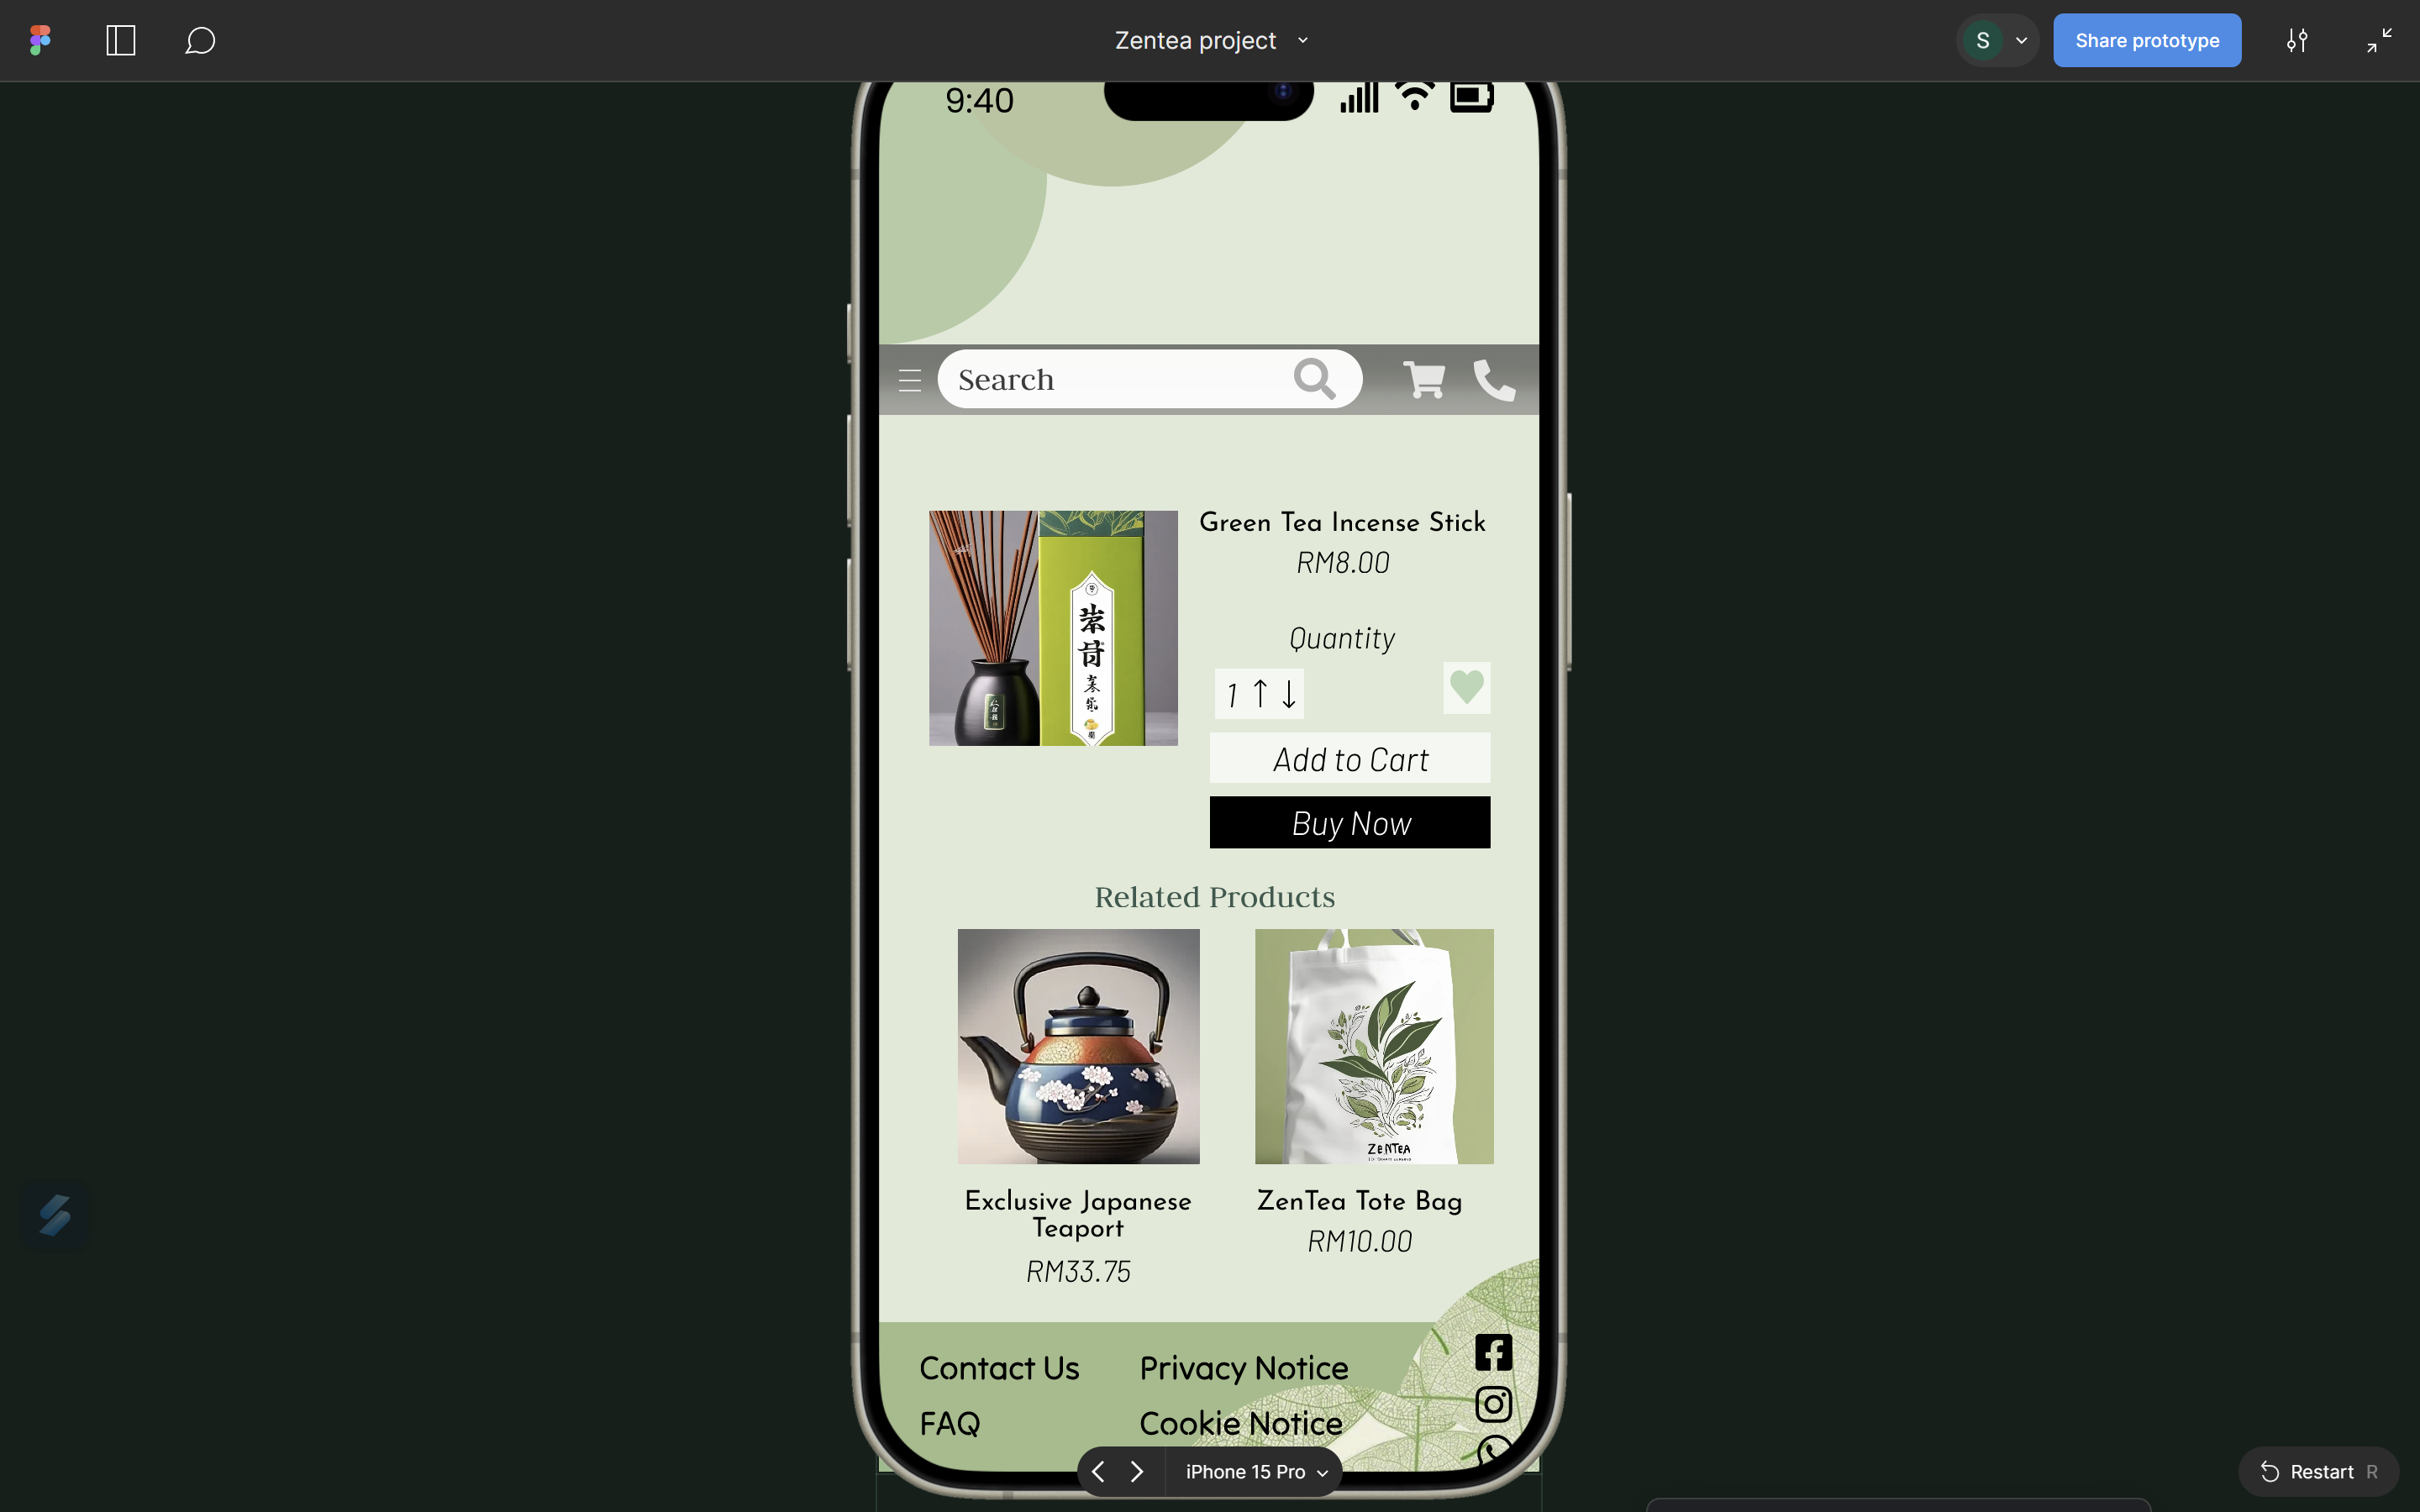 Zentea project
S
Share prototype
9:40
Search
Green Tea Incense Stick
RM8.00
Quantity
1 ↑ ↓
Add to Cart
Buy Now
Related Products
ZENTEA
Exclusive Japanese
Teaport
RM33.75
ZenTea Tote Bag
RM10.00
Contact Us
Privacy Notice
FAQ
Cookie Notice
iPhone 15 Pro
Restart R